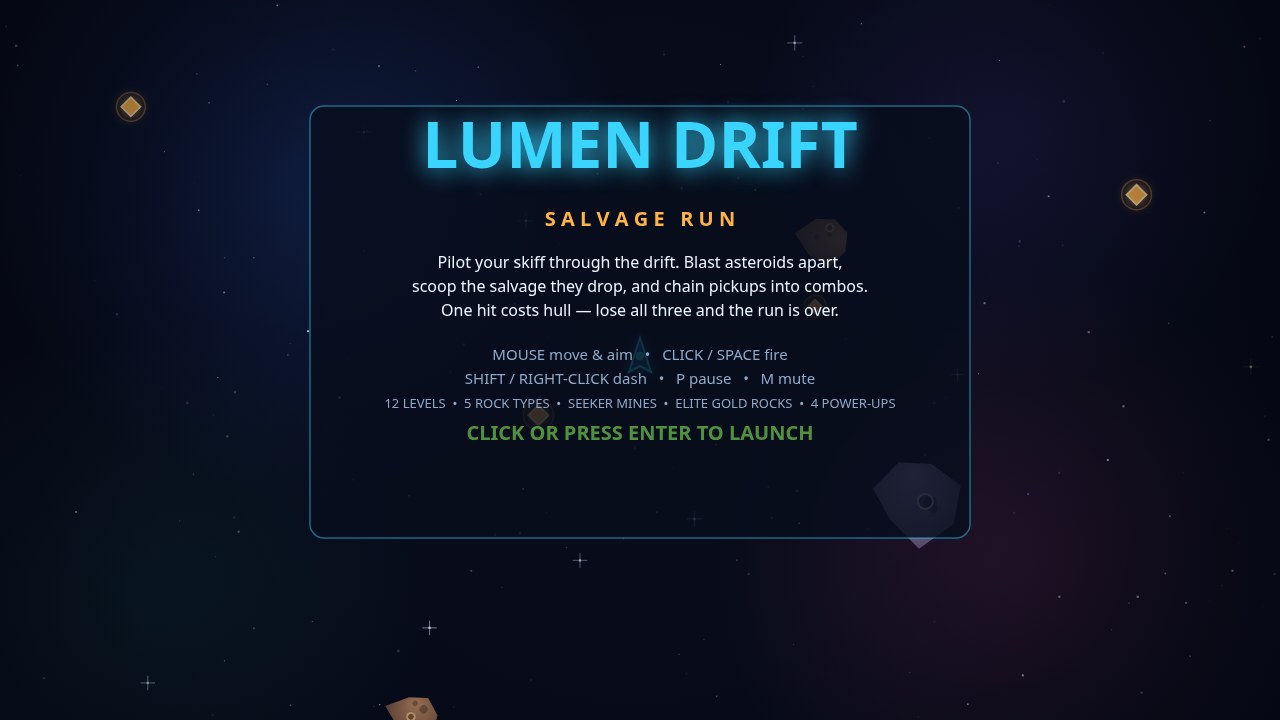 LUMEN DRIFT
SALVAGE RUN
Pilot your skiff through the drift. Blast asteroids apart,
scoop the salvage they drop, and chain pickups into combos.
One hit costs hull — lose all three and the run is over.
MOUSE move & aim • CLICK / SPACE fire
SHIFT / RIGHT-CLICK dash • P pause • M mute
12 LEVELS • 5 ROCK TYPES • SEEKER MINES • ELITE GOLD ROCKS • 4 POWER-UPS
CLICK OR PRESS ENTER TO LAUNCH